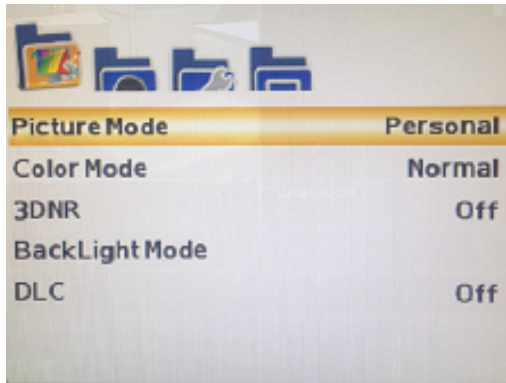 Picture Mode Personal
Color Mode Normal
3DNR Off
BackLight Mode
DLC Off